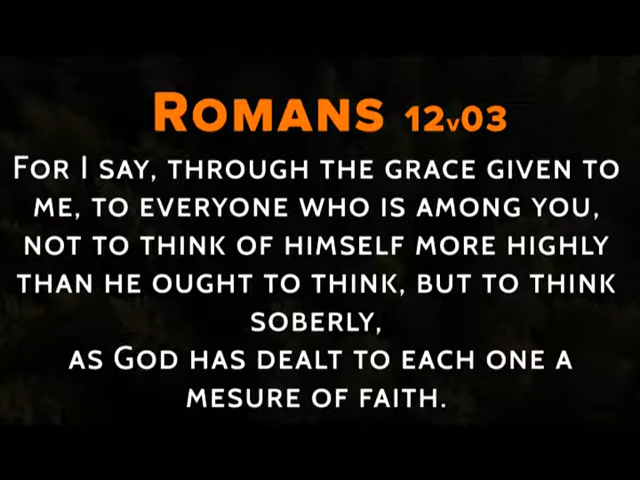 ROMANS 12v03
FOR I SAY, THROUGH THE GRACE GIVEN TO
ME, TO EVERYONE WHO IS AMONG YOU,
NOT TO THINK OF HIMSELF MORE HIGHLY
THAN HE OUGHT TO THINK, BUT TO THINK
SOBERLY,
AS GOD HAS DEALT TO EACH ONE A
MESURE OF FAITH.